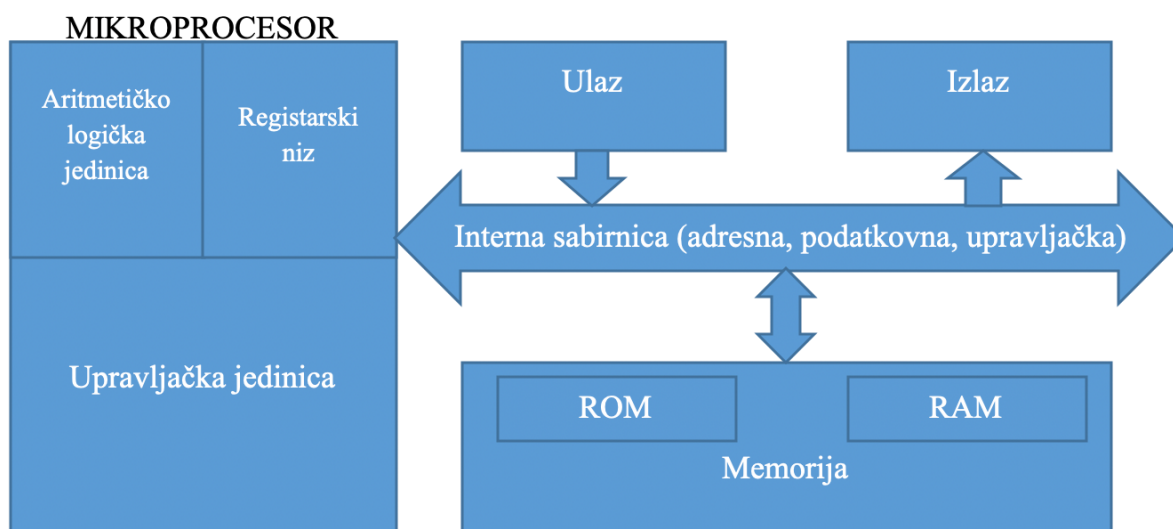 MIKROPROCESOR
Aritmetičko
logička
jedinica
Registarski
niz
Upravljačka jedinica
Ulaz
Izlaz
Interna sabirnica (adresna, podatkovna, upravljačka)
ROM
RAM
Memorija